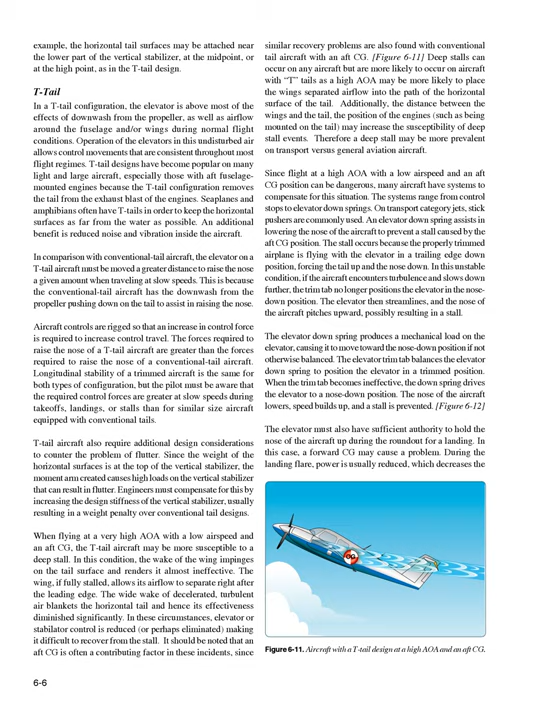 example, the horizontal tail surfaces may be attached near
the lower part of the vertical stabilizer, at the midpoint, or
at the high point, as in the T-tail design.
T-Tail
In a T-tail configuration, the elevator is above most of the
effects of downwash from the propeller, as well as airflow
around the fuselage and/or wings during normal flight
conditions. Operation of the elevators in this undisturbed air
allows control movements that are consistent throughout most
flight regimes. T-tail designs have become popular on many
light and large aircraft, especially those with aft fuselage-
mounted engines because the T-tail configuration removes
the tail from the exhaust blast of the engines. Seaplanes and
amphibians often have T-tails in order to keep the horizontal
surfaces as far from the water as possible. An additional
benefit is reduced noise and vibration inside the aircraft.
In comparison with conventional-tail aircraft, the elevator on a
T-tail aircraft must be moved a greater distance to raise the nose
a given amount when traveling at slow speeds. This is because
the conventional-tail aircraft has the downwash from the
propeller pushing down on the tail to assist in raising the nose.
Aircraft controls are rigged so that an increase in control force
is required to increase control travel. The forces required to
raise the nose of a T-tail aircraft are greater than the forces
required to raise the nose of a conventional-tail aircraft.
Longitudinal stability of a trimmed aircraft is the same for
both types of configuration, but the pilot must be aware that
the required control forces are greater at slow speeds during
takeoffs, landings, or stalls than for similar size aircraft
equipped with conventional tails.
T-tail aircraft also require additional design considerations
to counter the problem of flutter. Since the weight of the
horizontal surfaces is at the top of the vertical stabilizer, the
moment arm created causes high loads on the vertical stabilizer
that can result in flutter. Engineers must compensate for this by
increasing the design stiffness of the vertical stabilizer, usually
resulting in a weight penalty over conventional tail designs.
When flying at a very high AOA with a low airspeed and
an aft CG, the T-tail aircraft may be more susceptible to a
deep stall. In this condition, the wake of the wing impinges
on the tail surface and renders it almost ineffective. The
wing, if fully stalled, allows its airflow to separate right after
the leading edge. The wide wake of decelerated, turbulent
air blankets the horizontal tail and hence its effectiveness
diminished significantly. In these circumstances, elevator or
stabilator control is reduced (or perhaps eliminated) making
it difficult to recover from the stall. It should be noted that an
aft CG is often a contributing factor in these incidents, since
similar recovery problems are also found with conventional
tail aircraft with an aft CG. [Figure 6-11] Deep stalls can
occur on any aircraft but are more likely to occur on aircraft
with “T” tails as a high AOA may be more likely to place
the wings separated airflow into the path of the horizontal
surface of the tail. Additionally, the distance between the
wings and the tail, the position of the engines (such as being
mounted on the tail) may increase the susceptibility of deep
stall events. Therefore a deep stall may be more prevalent
on transport versus general aviation aircraft.
Since flight at a high AOA with a low airspeed and an aft
CG position can be dangerous, many aircraft have systems to
compensate for this situation. The systems range from control
stops to elevator down springs. On transport category jets, stick
pushers are commonly used. An elevator down spring assists in
lowering the nose of the aircraft to prevent a stall caused by the
aft CG position. The stall occurs because the properly trimmed
airplane is flying with the elevator in a trailing edge down
position, forcing the tail up and the nose down. In this unstable
condition, if the aircraft encounters turbulence and slows down
further, the trim tab no longer positions the elevator in the nose-
down position. The elevator then streamlines, and the nose of
the aircraft pitches upward, possibly resulting in a stall.
The elevator down spring produces a mechanical load on the
elevator, causing it to move toward the nose-down position if not
otherwise balanced. The elevator trim tab balances the elevator
down spring to position the elevator in a trimmed position.
When the trim tab becomes ineffective, the down spring drives
the elevator to a nose-down position. The nose of the aircraft
lowers, speed builds up, and a stall is prevented. [Figure 6-12]
The elevator must also have sufficient authority to hold the
nose of the aircraft up during the roundout for a landing. In
this case, a forward CG may cause a problem. During the
landing flare, power is usually reduced, which decreases the
CG
Figure 6-11. Aircraft with a T-tail design at a high AOA and an aft CG.
6-6